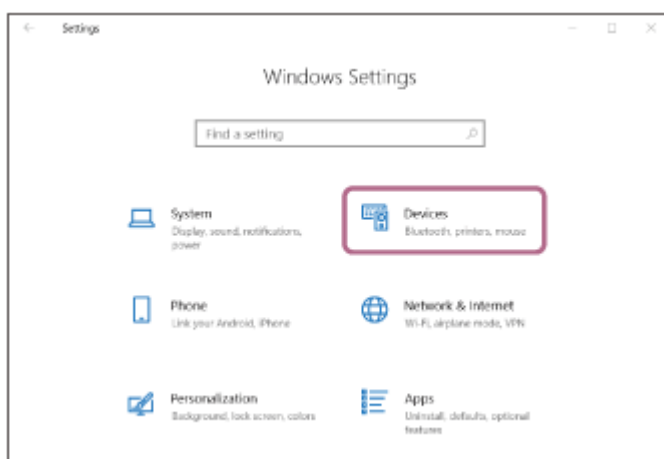 Settings
Windows Settings
Find a setting
System
Display, sound, notifications,
power
Devices
Bluetooth, printers, mouse
Phone
Link your Android, iPhone
Network & Internet
Wi-Fi, airplane mode, VPN
Personalization
Background, lock screen, colors
Apps
Uninstall, defaults, optional
features